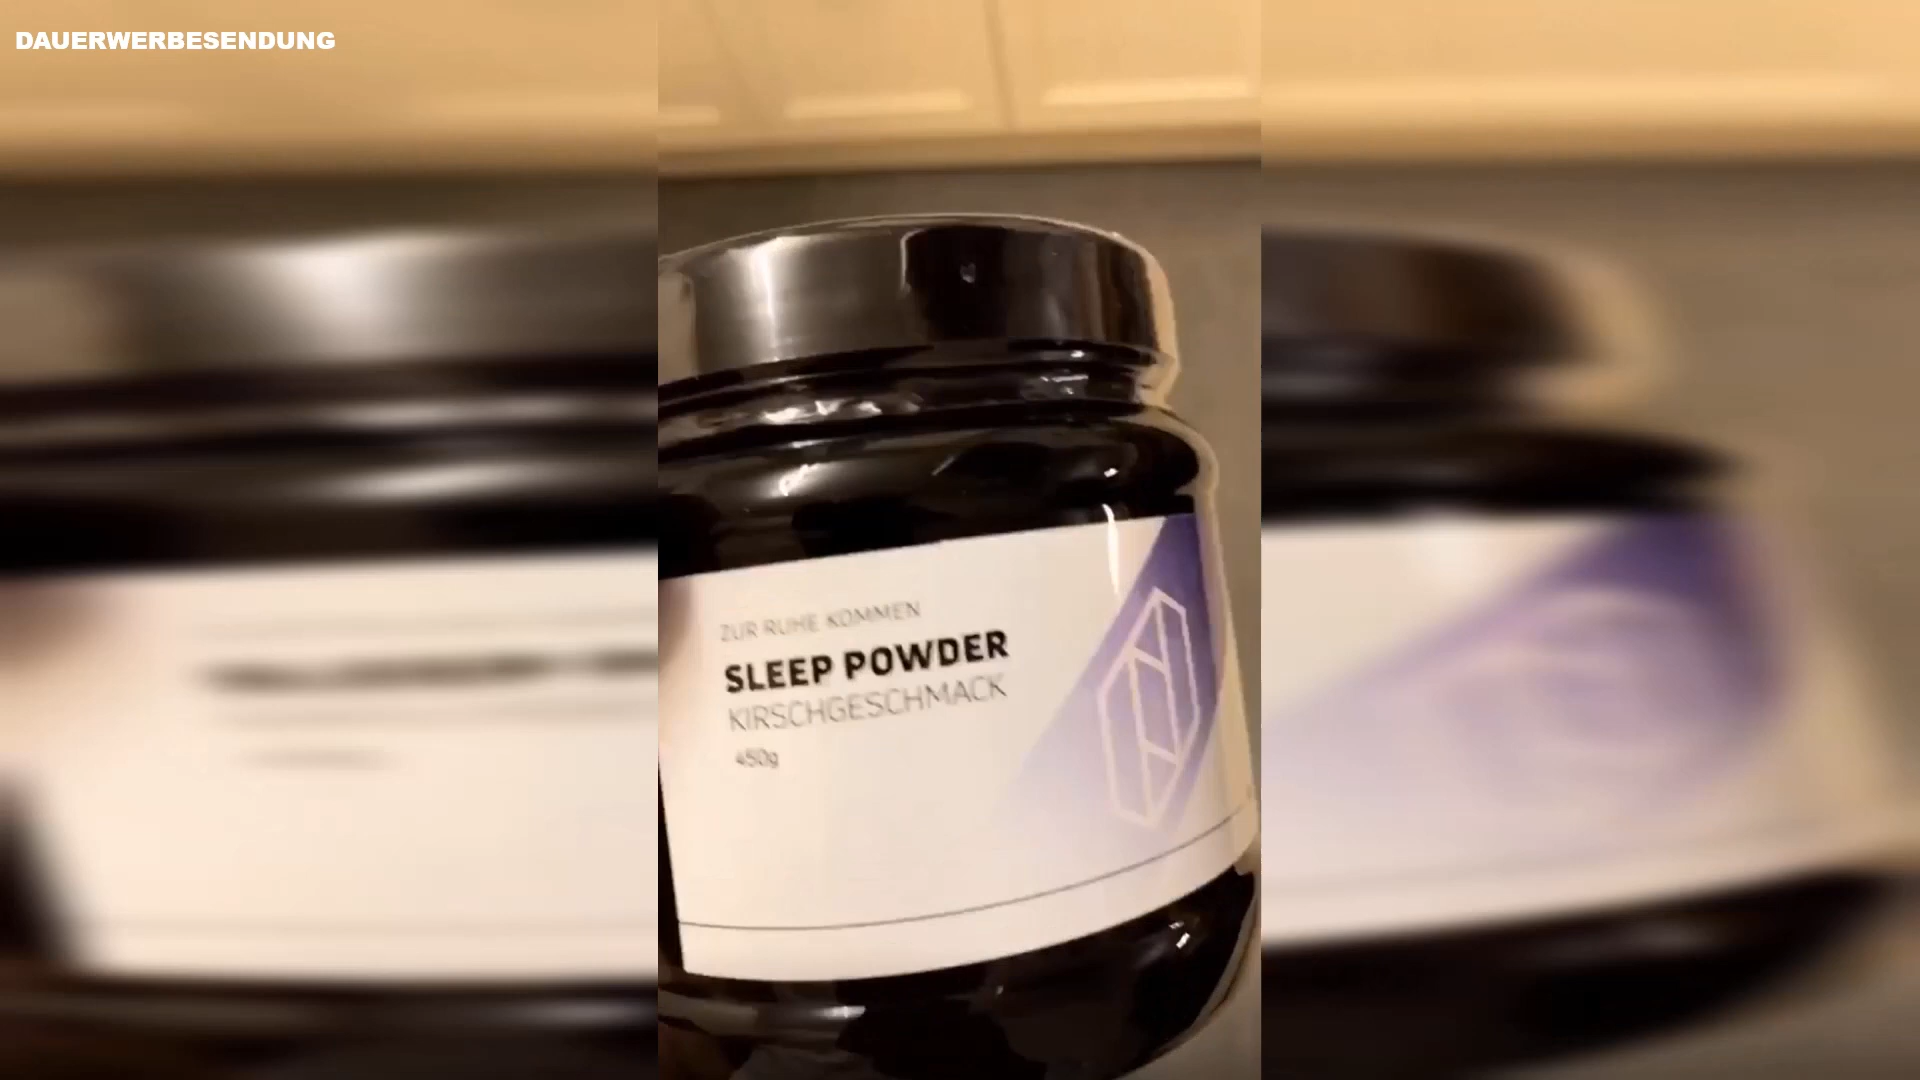 DAUERWERBESENDUNG
ZUR RUHE KOMMEN
SLEEP POWDER
KIRSCHGESCHMACK
450g